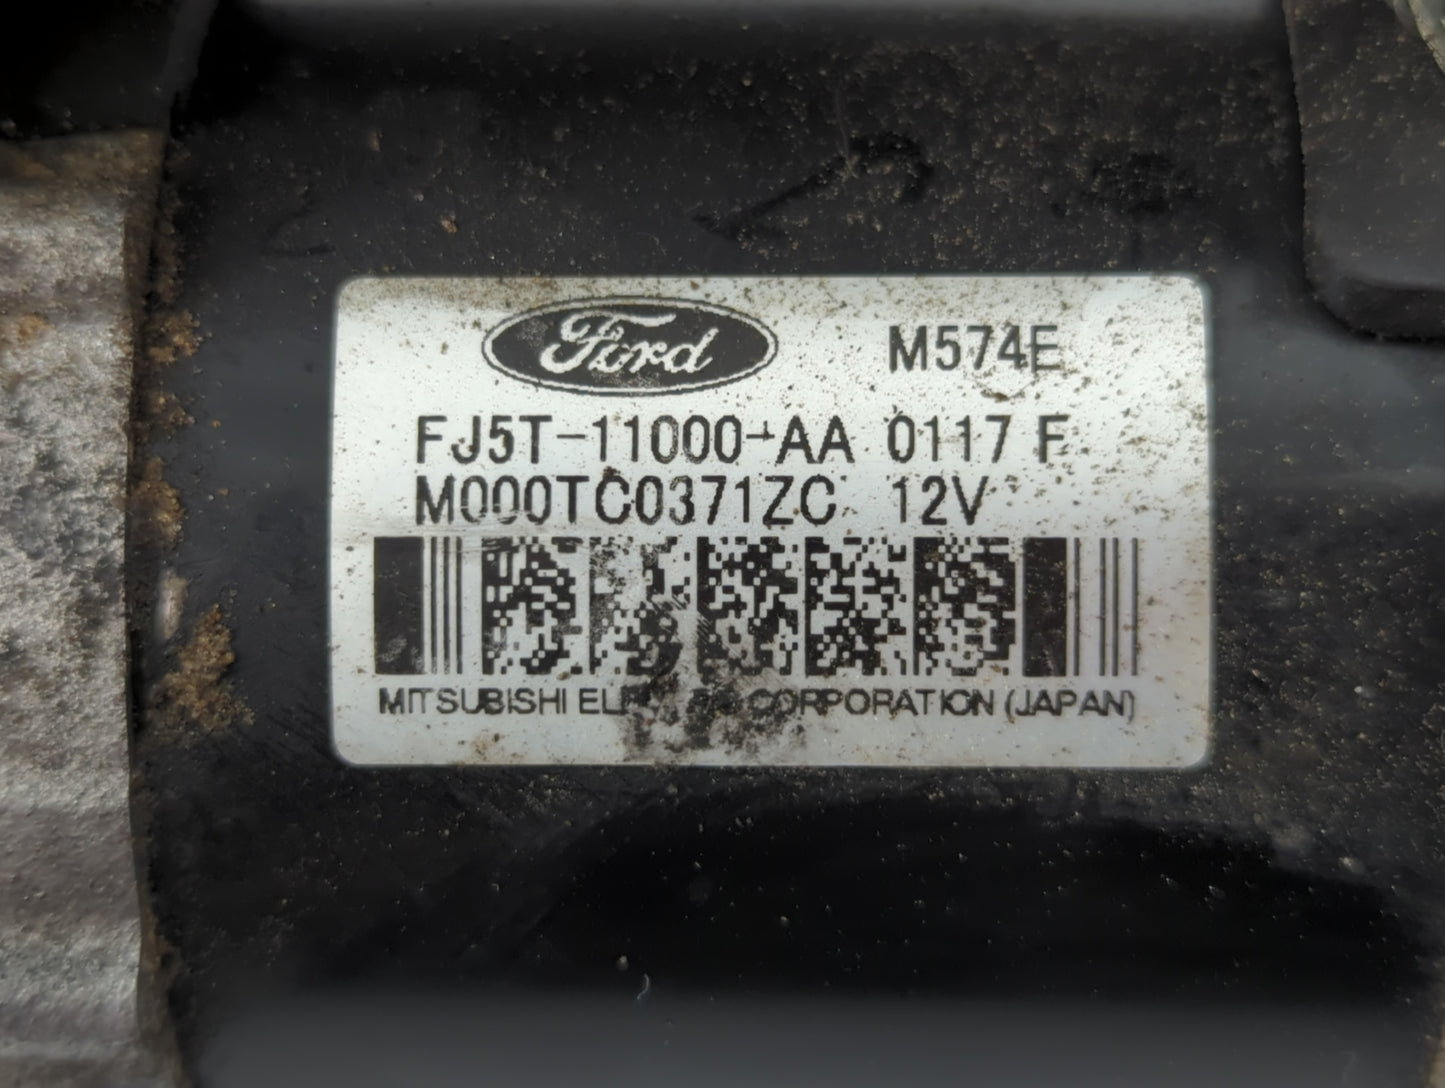 Ford M574E
FJ5T-11000-AA 0117 F
M000TC0371ZC 12V
MITSUBISHI CORPORATION (JAPAN)